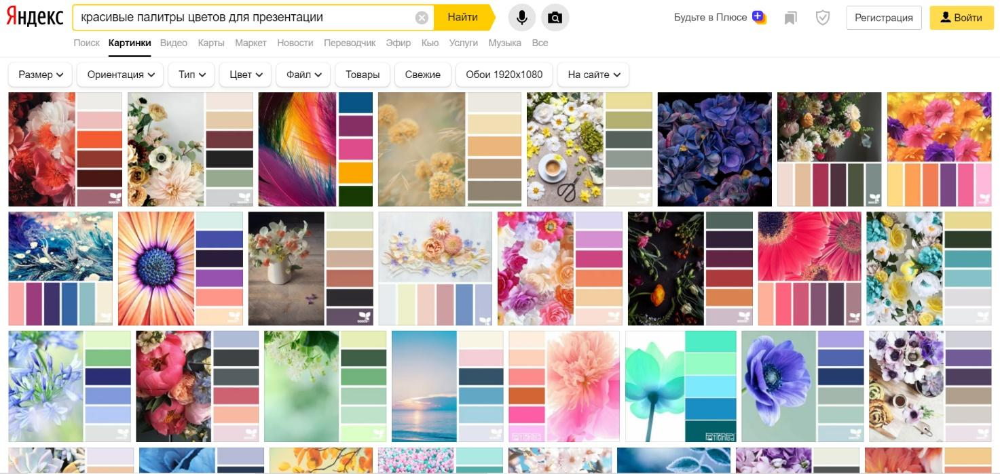 Яндекс
красивые палитры цветов для презентации
Найти
Будьте в Плюсе
Регистрация
Войти
Поиск Картинки Видео Карты Маркет Новости Переводчик Эфир Кью Услуги Музыка Все
Размер Ориентация Тип Цвет Файл Товары Свежие Обои 1920x1080 На сайте